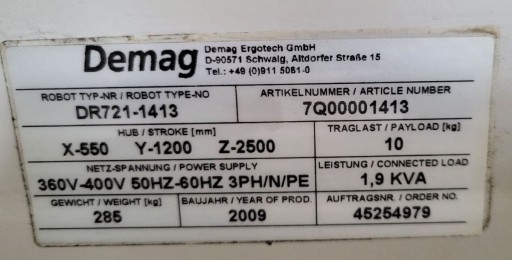 Demag
Demag Ergotech GmbH
D-90571 Schwaig, Altdorfer Straße 15
Tel.: +49 (0)911 5061-0
ROBOT TYP-NR / ROBOT TYPE-NO
ARTIKELNUMMER / ARTICLE NUMBER
DR721-1413
7Q00001413
HUB / STROKE [mm]
TRAGLAST / PAYLOAD [kg]
X-550 Y-1200 Z-2500
10
NETZ-SPANNUNG / POWER SUPPLY
LEISTUNG / CONNECTED LOAD
360V-400V 50HZ-60HZ 3PH/N/PE
1,9 KVA
GEWICHT / WEIGHT [kg]
BAUJAHR / YEAR OF PROD.
AUFTRAGSNR. / ORDER NO.
285
2009
45254979